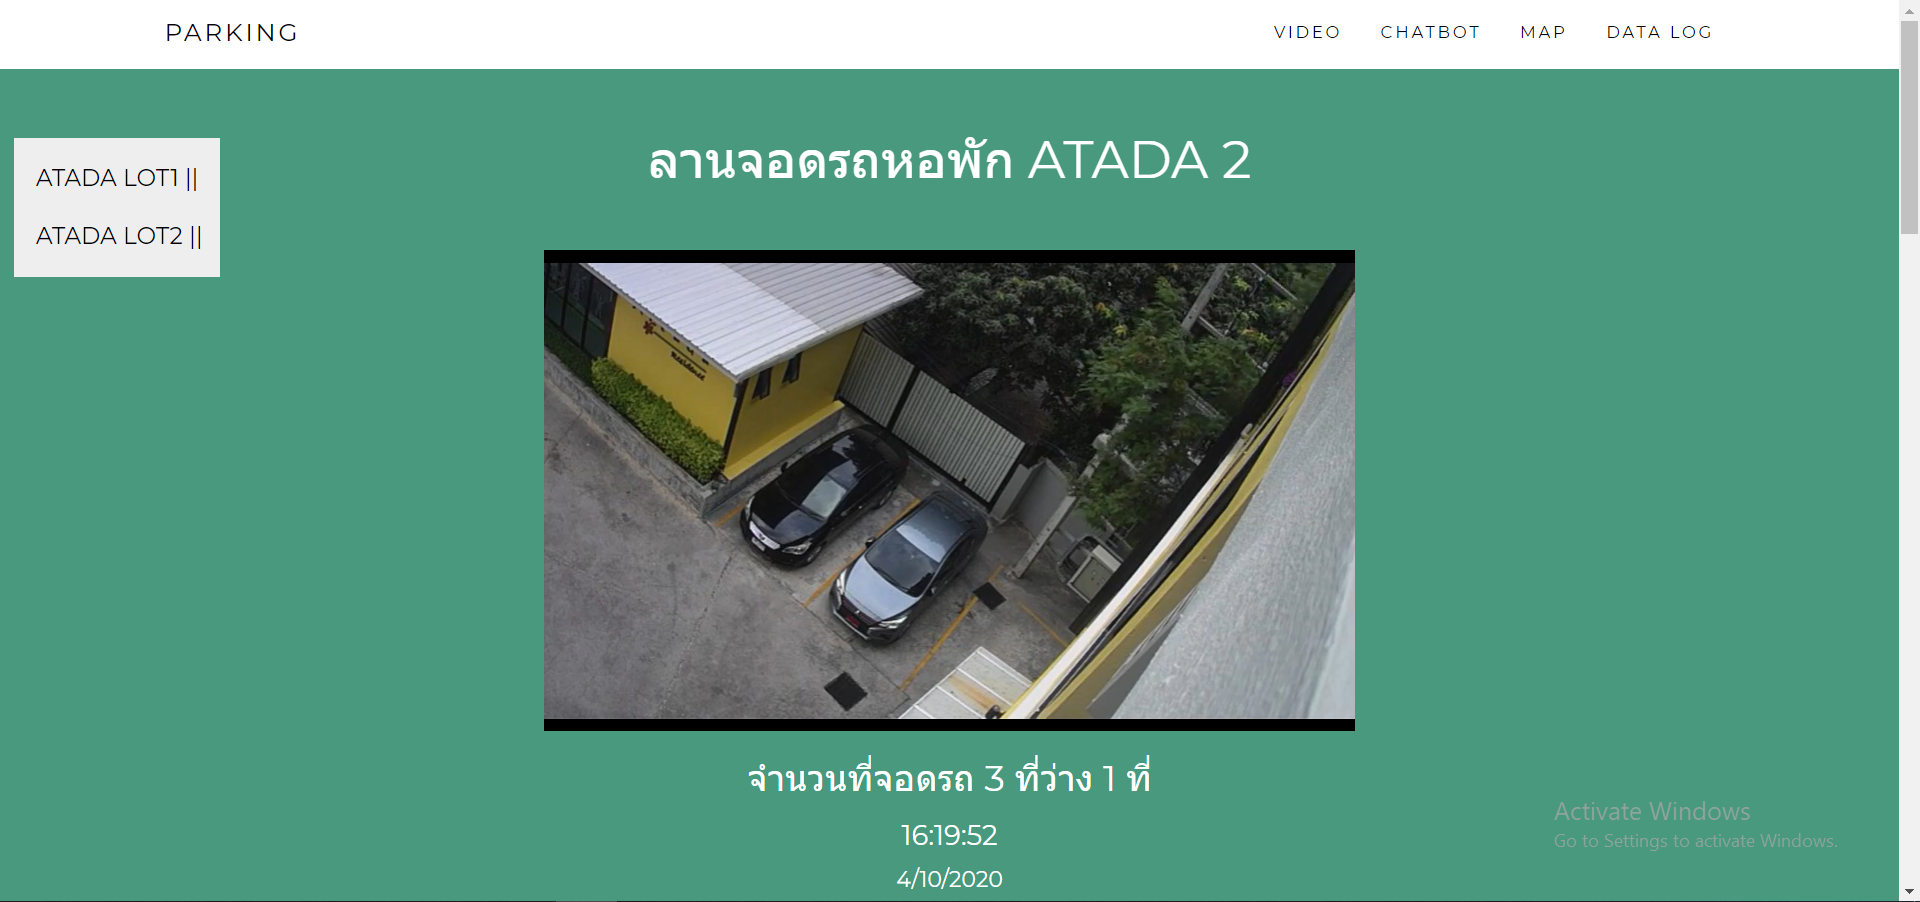 PARKING
VIDEO CHATBOT MAP DATA LOG
ลานจอดรถหอพัก ATADA 2
ATADA LOT1 ||
ATADA LOT2 ||
Residence
จำนวนที่จอดรถ 3 ที่ว่าง 1 ที่
16:19:52
4/10/2020
Activate Windows
Go to Settings to activate Windows.